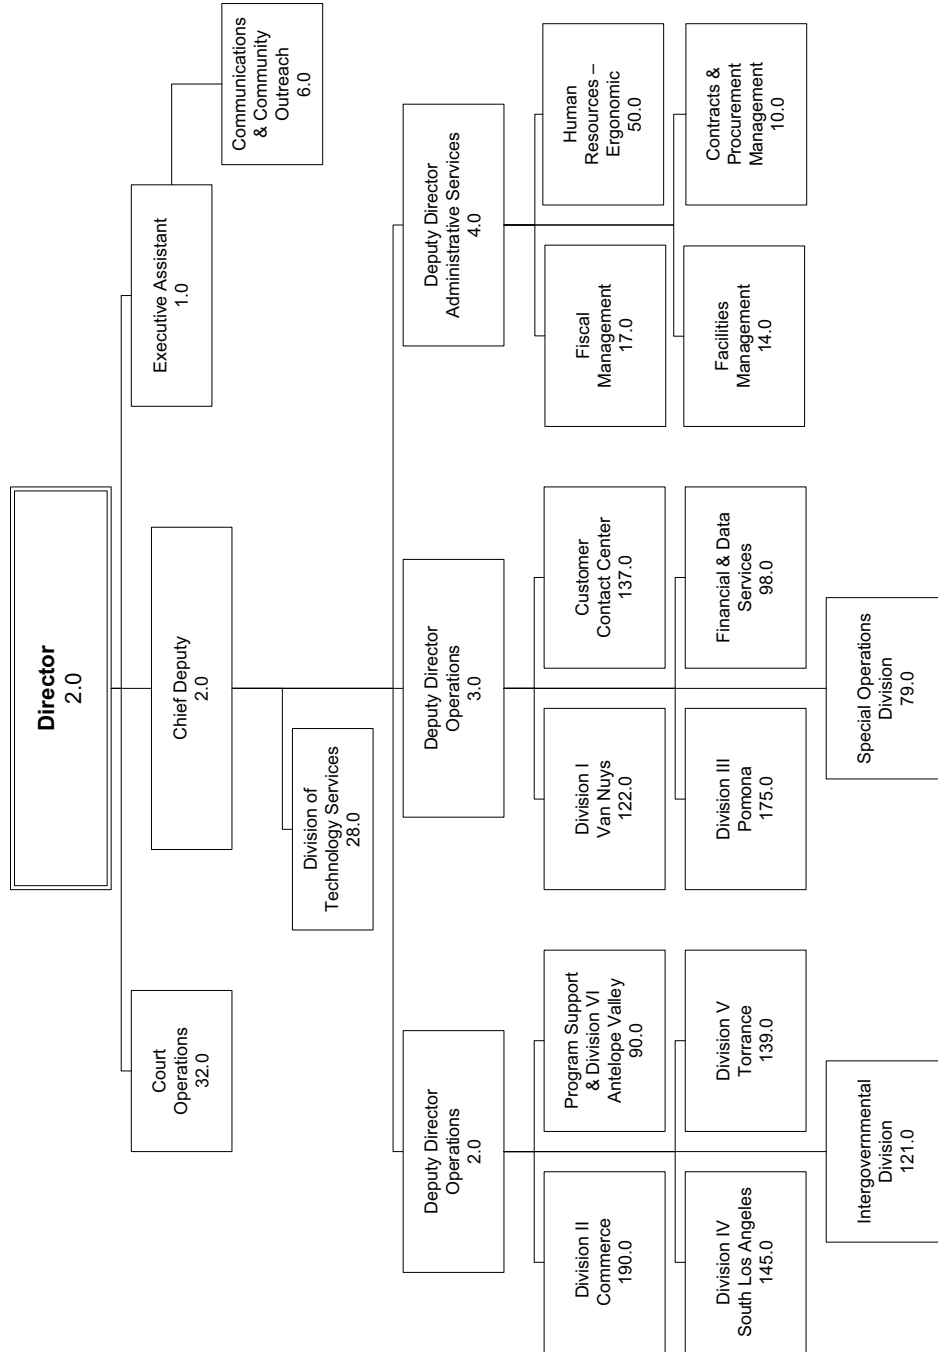 Director
2.0
Court
Operations
32.0
Chief Deputy
2.0
Executive Assistant
1.0
Communications
& Community
Outreach
6.0
Division of
Technology Services
28.0
Deputy Director
Operations
2.0
Deputy Director
Operations
3.0
Deputy Director
Administrative Services
4.0
Division II
Commerce
190.0
Program Support
& Division VI
Antelope Valley
90.0
Division IV
South Los Angeles
145.0
Division V
Torrance
139.0
Intergovernmental
Division
121.0
Division I
Van Nuys
122.0
Customer
Contact Center
137.0
Division III
Pomona
175.0
Financial & Data
Services
98.0
Special Operations
Division
79.0
Fiscal
Management
17.0
Human
Resources –
Ergonomic
50.0
Facilities
Management
14.0
Contracts &
Procurement
Management
10.0